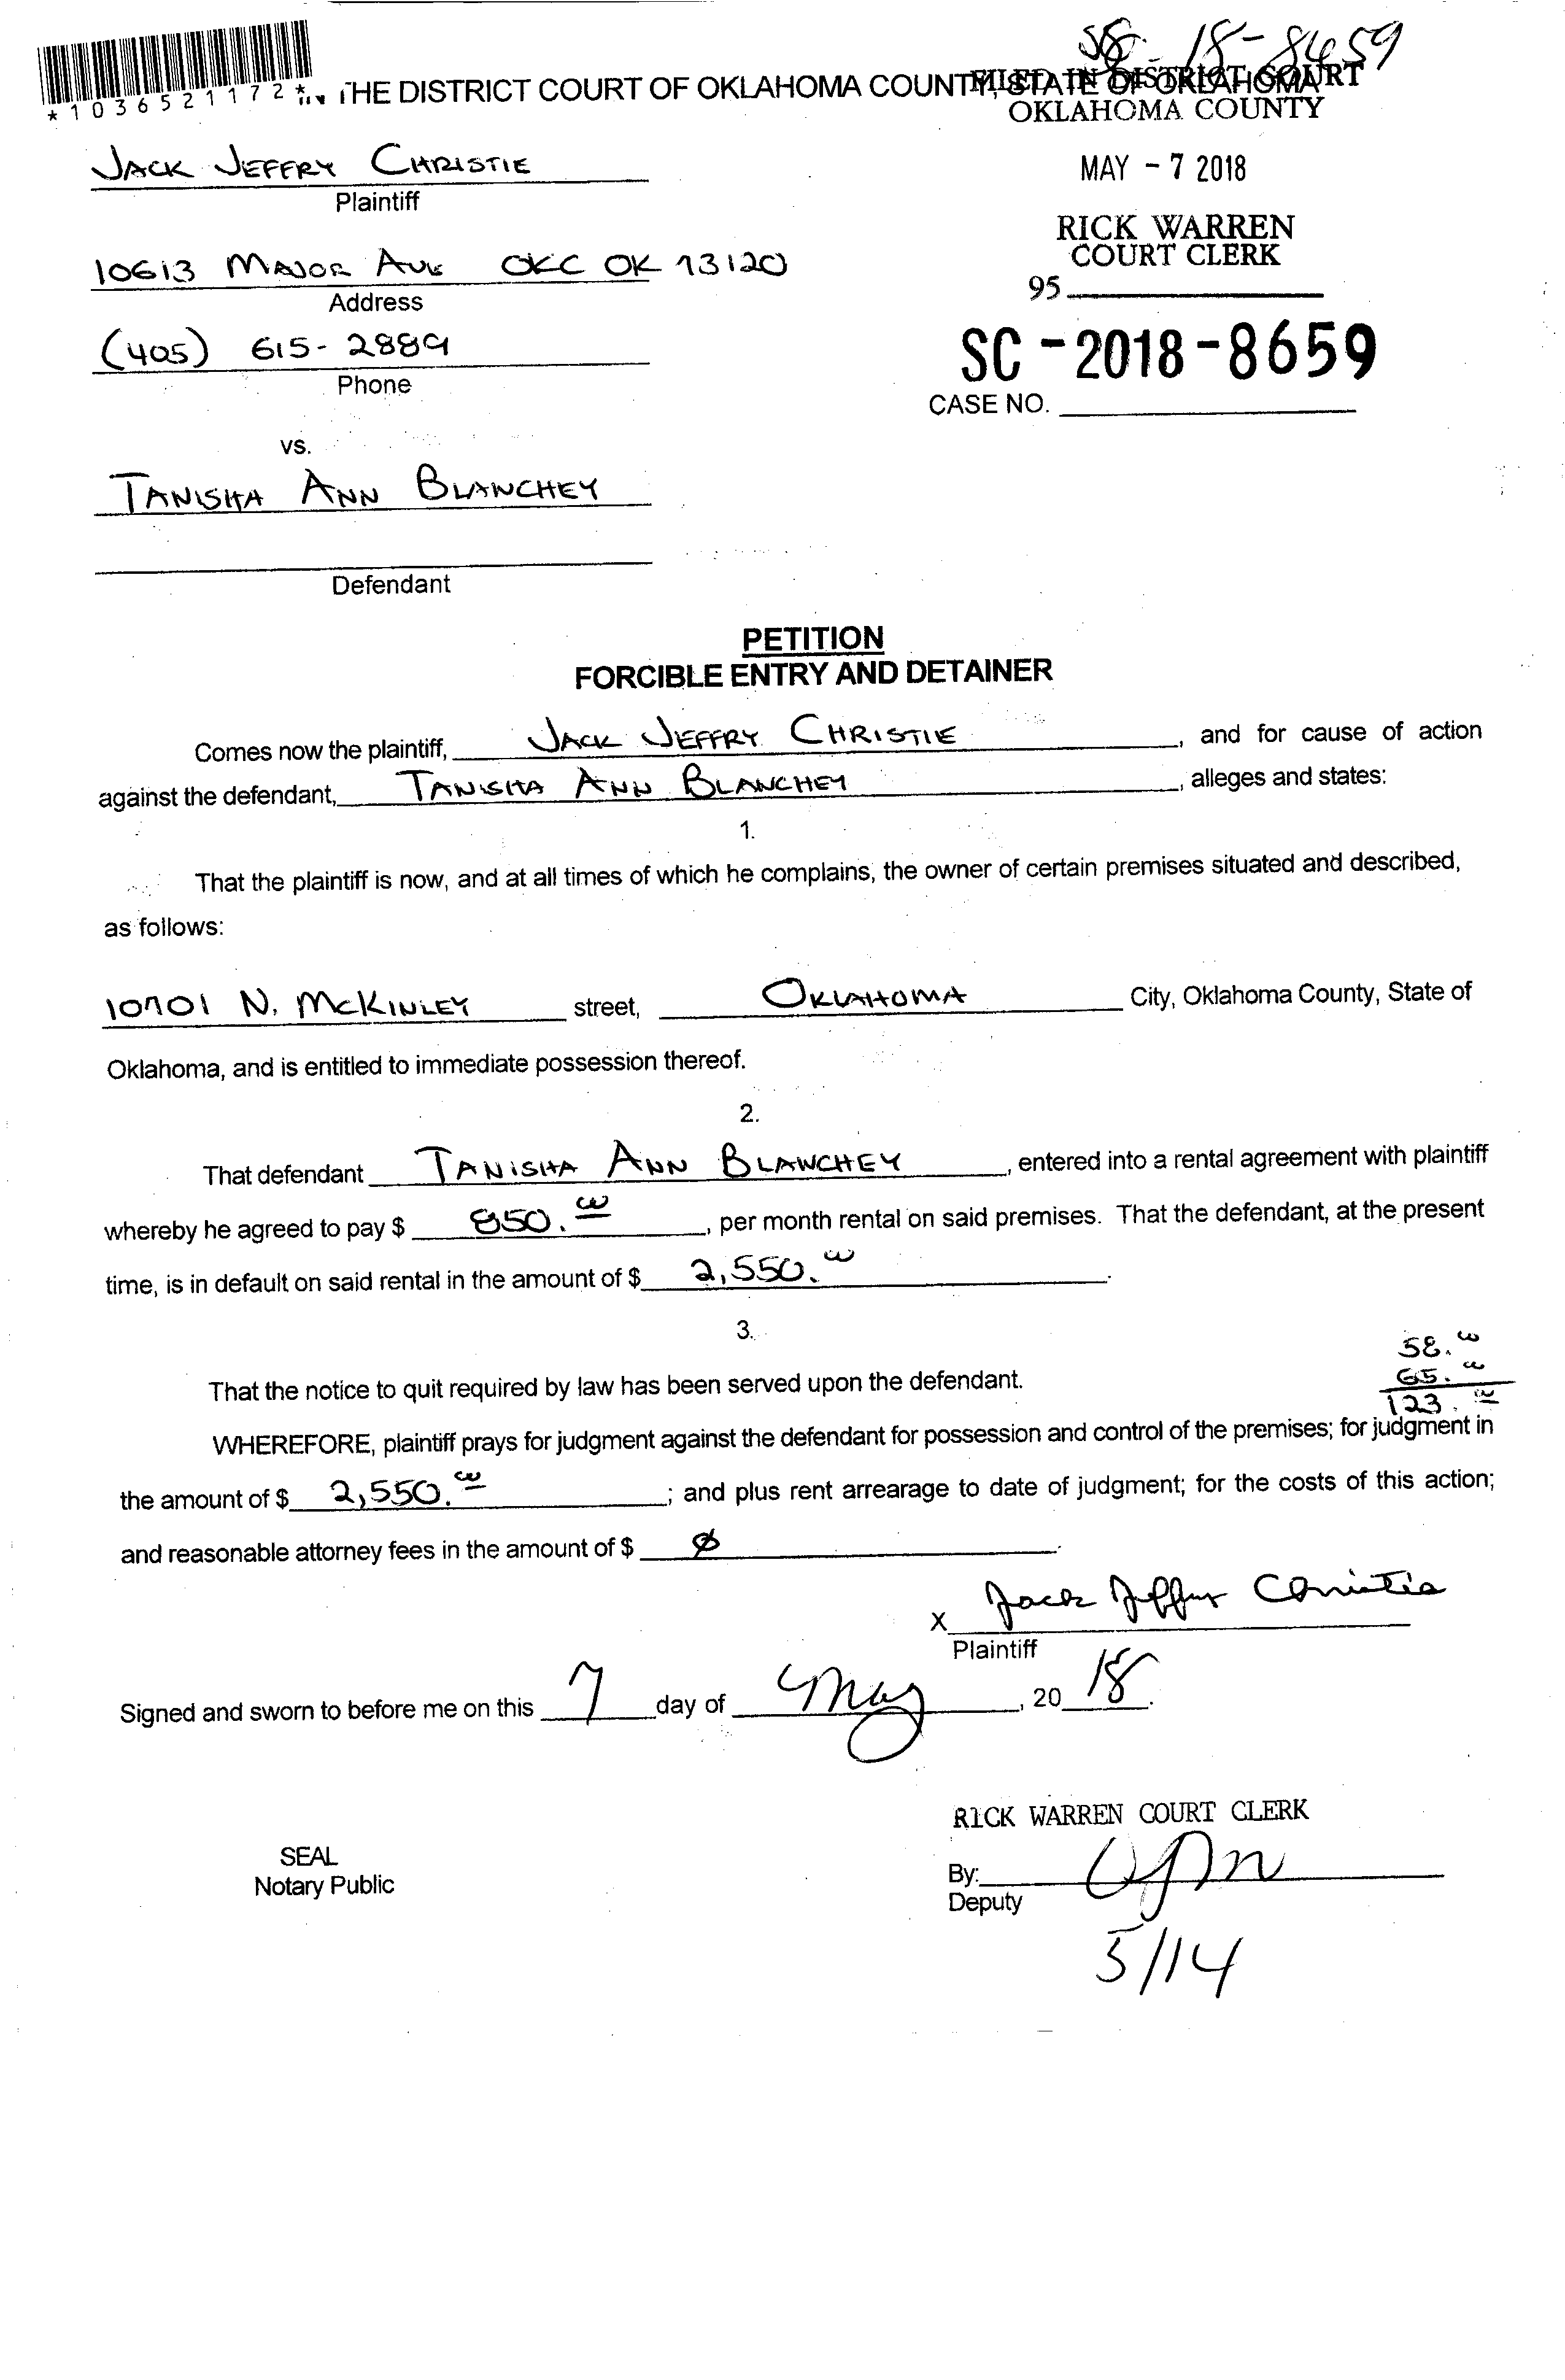 58- 18-8659
*1036521172* IN THE DISTRICT COURT OF OKLAHOMA COUNTY, STATE OF OKLAHOMA
FILED IN DISTRICT COURT
OKLAHOMA COUNTY
JACK JEFFRY CHRISTIE
Plaintiff
MAY - 7 2018
RICK WARREN
COURT CLERK
10613 MAJOR AVE OKC OK 73120
Address
95
(405) 615-2889
Phone
SC - 2018 - 8659
CASE NO.
vs.
TANISHA ANN BLANCHEY
Defendant
PETITION
FORCIBLE ENTRY AND DETAINER
Comes now the plaintiff, JACK JEFFRY CHRISTIE, and for cause of action
against the defendant, TANISHA ANN BLANCHEY, alleges and states:
1.
That the plaintiff is now, and at all times of which he complains, the owner of certain premises situated and described,
as follows:
10701 N. McKINLEY street, OKLAHOMA City, Oklahoma County, State of
Oklahoma, and is entitled to immediate possession thereof.
2.
That defendant TANISHA ANN BLANCHEY, entered into a rental agreement with plaintiff
whereby he agreed to pay $ 850.00, per month rental on said premises. That the defendant, at the present
time, is in default on said rental in the amount of $ 2,550.00.
3.
58.00
65.00
123.00
That the notice to quit required by law has been served upon the defendant.
WHEREFORE, plaintiff prays for judgment against the defendant for possession and control of the premises; for judgment in
the amount of $ 2,550.00; and plus rent arrearage to date of judgment; for the costs of this action;
and reasonable attorney fees in the amount of $ Ø.
X Jack Jeffry Christie
Plaintiff
Signed and sworn to before me on this 7 day of May, 20 18.
RICK WARREN COURT CLERK
SEAL
Notary Public
By:
Deputy
5/14